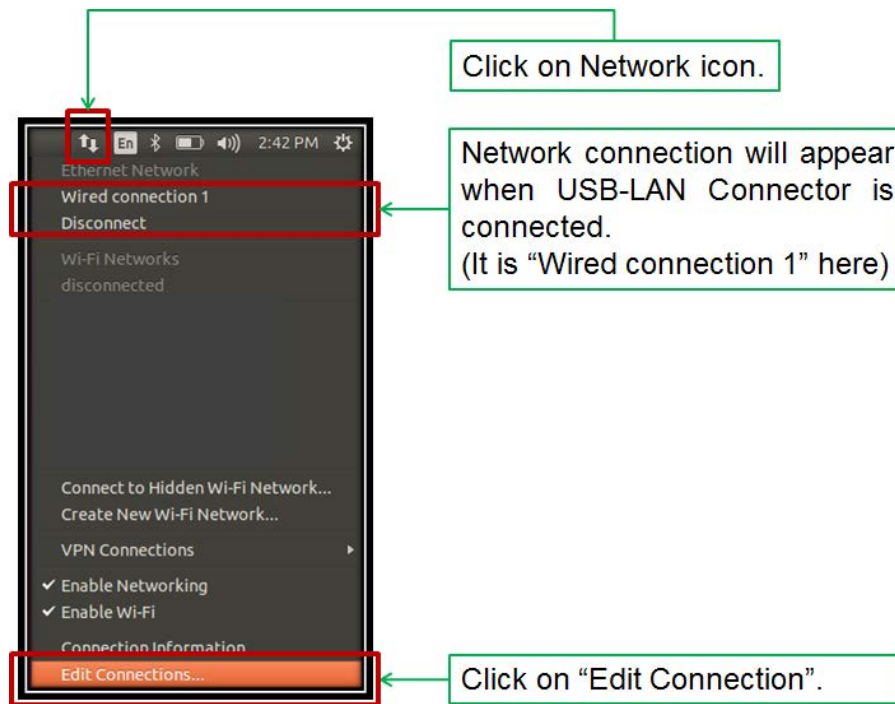 Click on Network icon.
En 2:42 PM
Ethernet Network
Wired connection 1
Disconnect
Network connection will appear
when USB-LAN Connector is
connected.
(It is “Wired connection 1” here)
Wi-Fi Networks
disconnected
Connect to Hidden Wi-Fi Network...
Create New Wi-Fi Network...
VPN Connections
Enable Networking
Enable Wi-Fi
Connection Information
Edit Connections...
Click on “Edit Connection”.